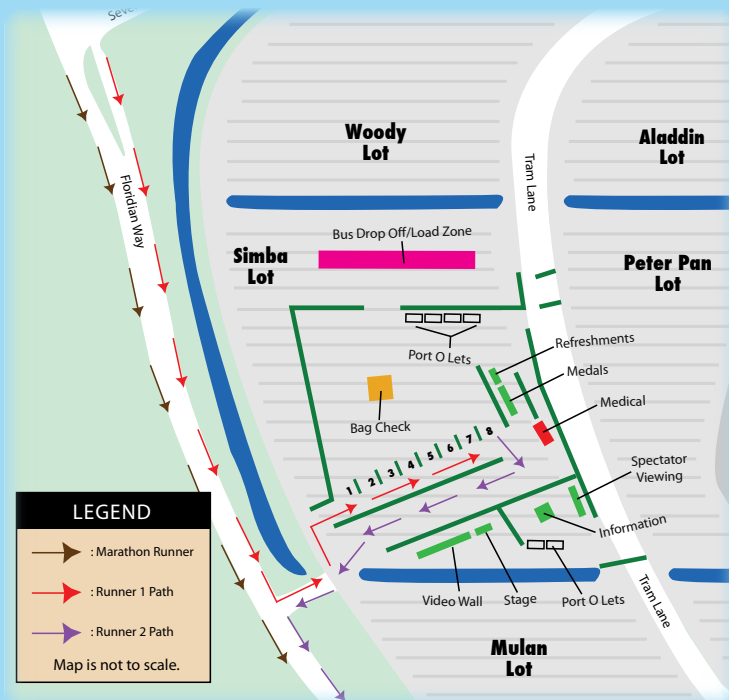 Woody
Lot
Aladdin
Lot
Tram Lane
Floridian Way
Bus Drop Off/Load Zone
Simba
Lot
Peter Pan
Lot
Port O Lets
Refreshments
Medals
Medical
Bag Check
1 2 3 4 5 6 7 8
Spectator
Viewing
Information
Video Wall
Stage
Port O Lets
Tram Lane
Mulan
Lot
LEGEND
: Marathon Runner
: Runner 1 Path
: Runner 2 Path
Map is not to scale.